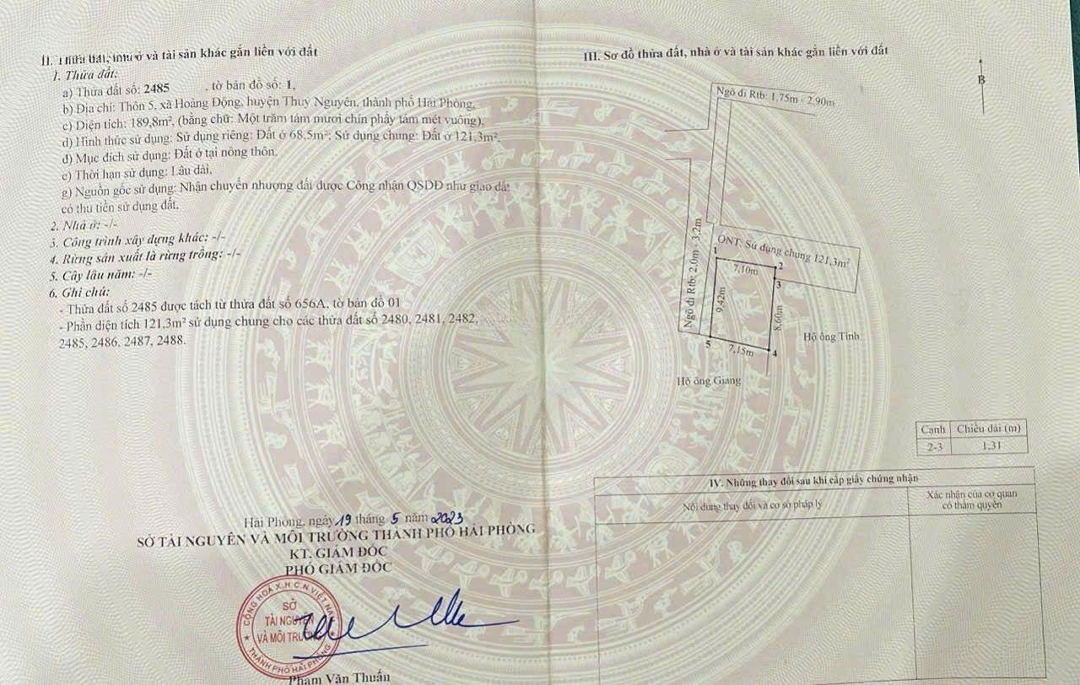 II. Thửa đất, nhà ở và tài sản khác gắn liền với đất
1. Thửa đất:
a) Thửa đất số: 2485 , tờ bản đồ số: 1,
b) Địa chỉ: Thôn 5, xã Hoàng Động, huyện Thuỷ Nguyên, thành phố Hải Phòng,
c) Diện tích: 189,8m², (bằng chữ: Một trăm tám mươi chín phẩy tám mét vuông),
d) Hình thức sử dụng: Sử dụng riêng: Đất ở 68,5m²; Sử dụng chung: Đất ở 121,3m²,
đ) Mục đích sử dụng: Đất ở tại nông thôn,
e) Thời hạn sử dụng: Lâu dài,
g) Nguồn gốc sử dụng: Nhận chuyển nhượng đất được Công nhận QSDĐ như giao đất
có thu tiền sử dụng đất.
2. Nhà ở: -/-
3. Công trình xây dựng khác: -/-
4. Rừng sản xuất là rừng trồng: -/-
5. Cây lâu năm: -/-
6. Ghi chú:
- Thửa đất số 2485 được tách từ thửa đất số 656A, tờ bản đồ 01
- Phần diện tích 121,3m² sử dụng chung cho các thửa đất số 2480, 2481, 2482,
2485, 2486, 2487, 2488.
Hải Phòng, ngày 19 tháng 5 năm 2023
SỞ TÀI NGUYÊN VÀ MÔI TRƯỜNG THÀNH PHỐ HẢI PHÒNG
KT. GIÁM ĐỐC
PHÓ GIÁM ĐỐC
CỘNG HOÀ X.H.C.N VIỆT NAM
SỞ
TÀI NGUYÊN
VÀ MÔI TRƯỜNG
THÀNH PHỐ HẢI PHÒNG
Phạm Văn Thuấn
III. Sơ đồ thửa đất, nhà ở và tài sản khác gắn liền với đất
B
Ngõ đi Rtb: 1,75m - 2,90m
Ngõ đi Rtb: 2,0m - 3,2m
ONT: Sử dụng chung 121,3m²
1
2
7,10m
3
9,42m
8,60m
5
7,15m
4
Hộ ông Tính
Hộ ông Giang
Cạnh Chiều dài (m)
2-3 1.31
IV. Những thay đổi sau khi cấp giấy chứng nhận
Nội dung thay đổi và cơ sở pháp lý
Xác nhận của cơ quan
có thẩm quyền